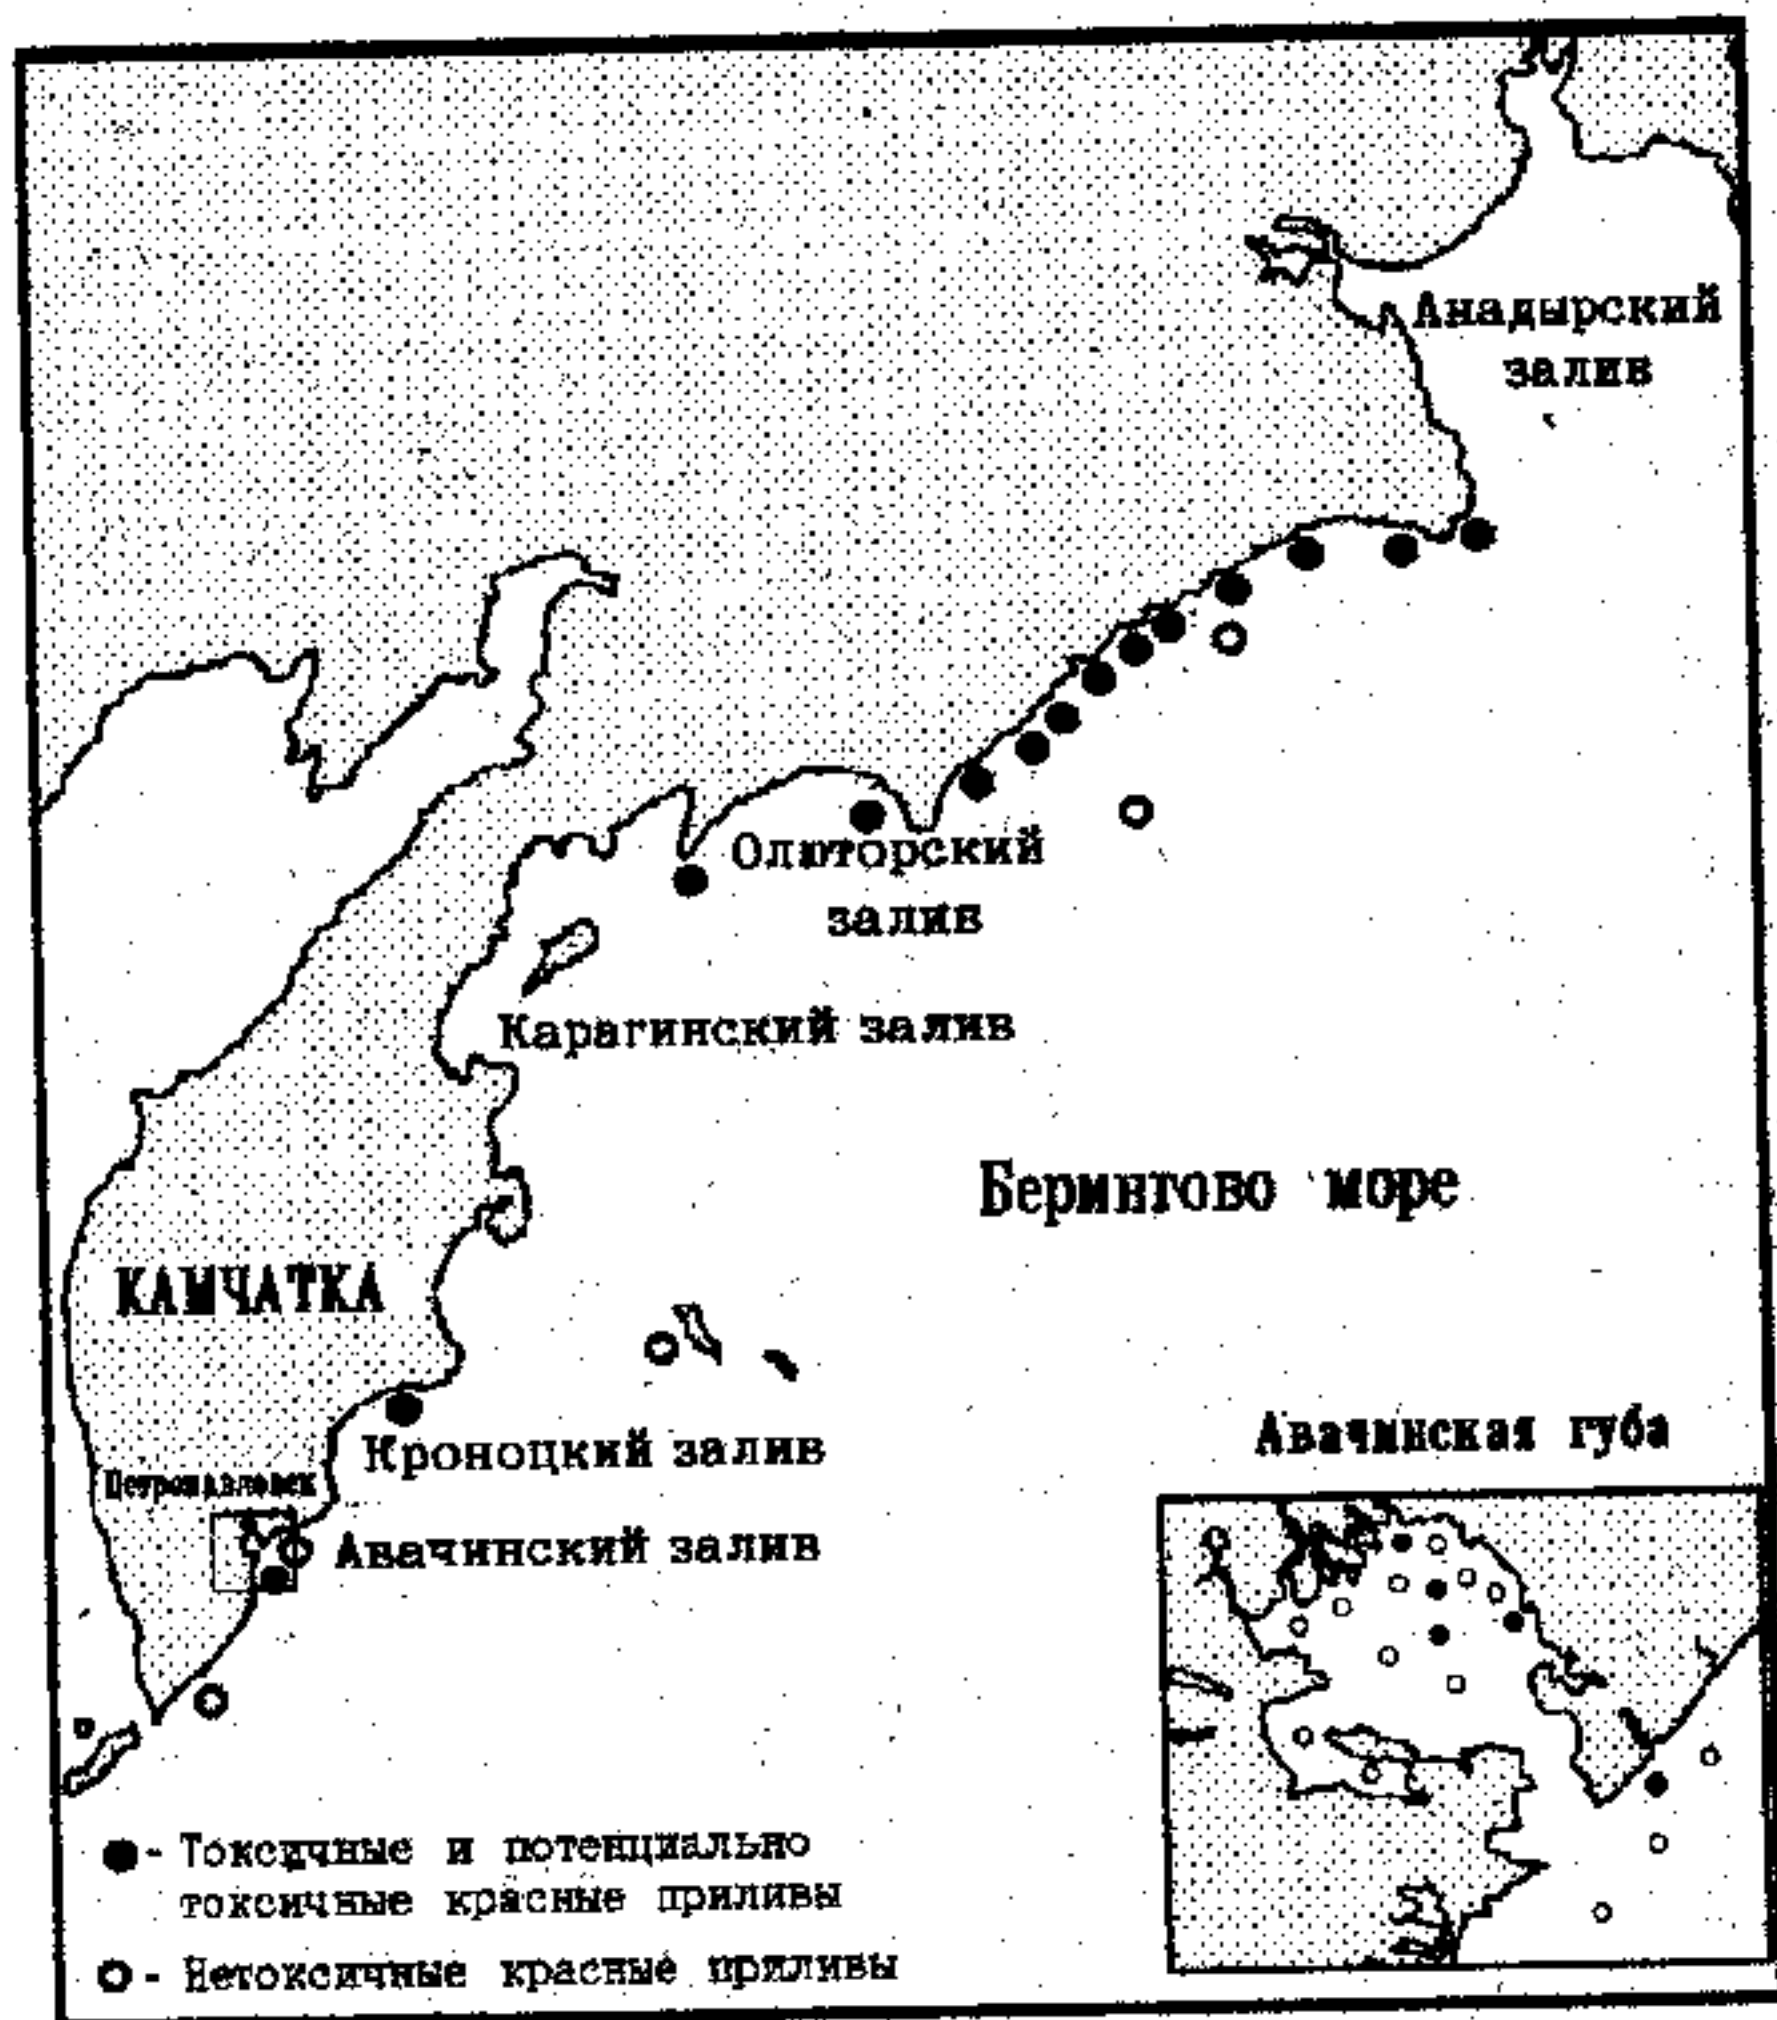 Анадырский
залив
Олюторский
залив
Карагинский залив
Берингово море
КАМЧАТКА
Кроноцкий залив
Петропавловск
Авачинский залив
Авачинская губа
- Токсичные и потенциально
токсичные красные приливы
- Нетоксичные красные приливы